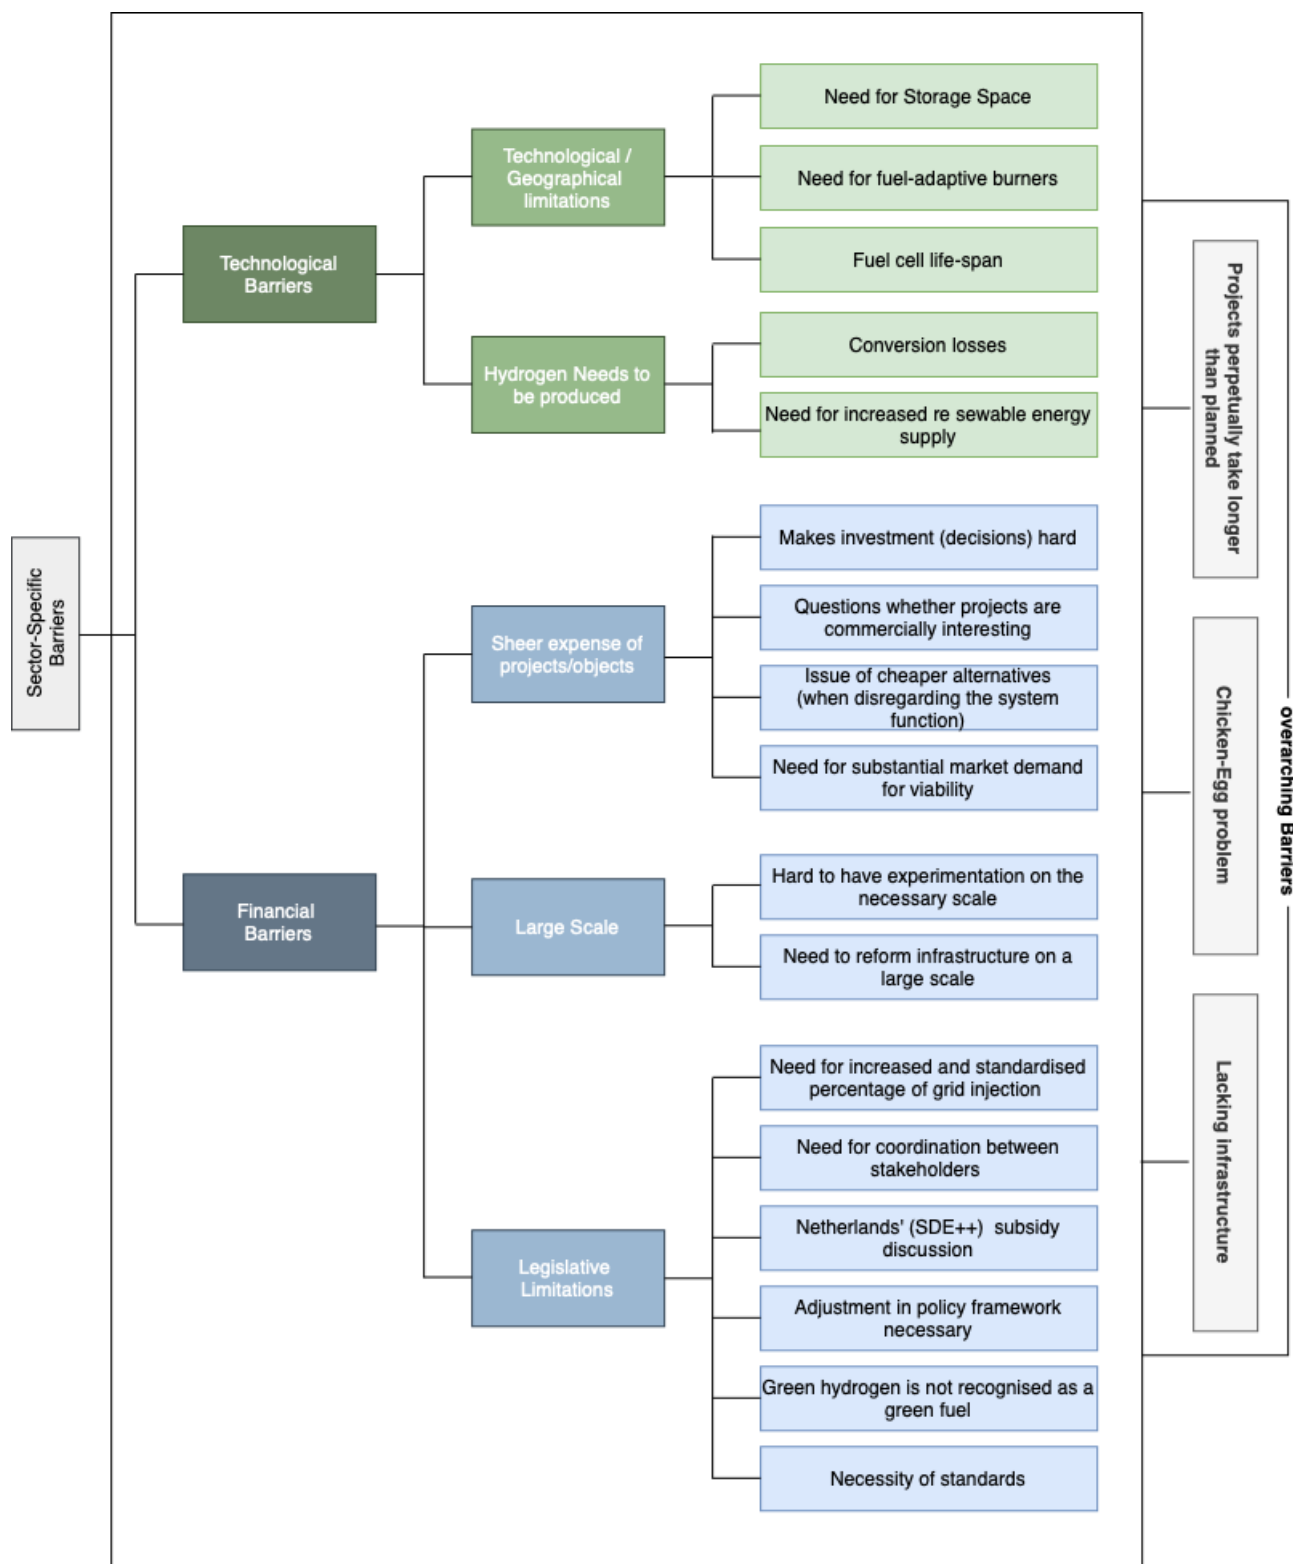 Sector-Specific
Barriers
Technological
Barriers
Technological /
Geographical
limitations
Need for Storage Space
Need for fuel-adaptive burners
Fuel cell life-span
Hydrogen Needs to
be produced
Conversion losses
Need for increased re sewable energy
supply
Financial
Barriers
Sheer expense of
projects/objects
Makes investment (decisions) hard
Questions whether projects are
commercially interesting
Issue of cheaper alternatives
(when disregarding the system
function)
Need for substantial market demand
for viability
Large Scale
Hard to have experimentation on the
necessary scale
Need to reform infrastructure on a
large scale
Legislative
Limitations
Need for increased and standardised
percentage of grid injection
Need for coordination between
stakeholders
Netherlands' (SDE++) subsidy
discussion
Adjustment in policy framework
necessary
Green hydrogen is not recognised as a
green fuel
Necessity of standards
overarching Barriers
Projects perpetually take longer
than planned
Chicken-Egg problem
Lacking infrastructure